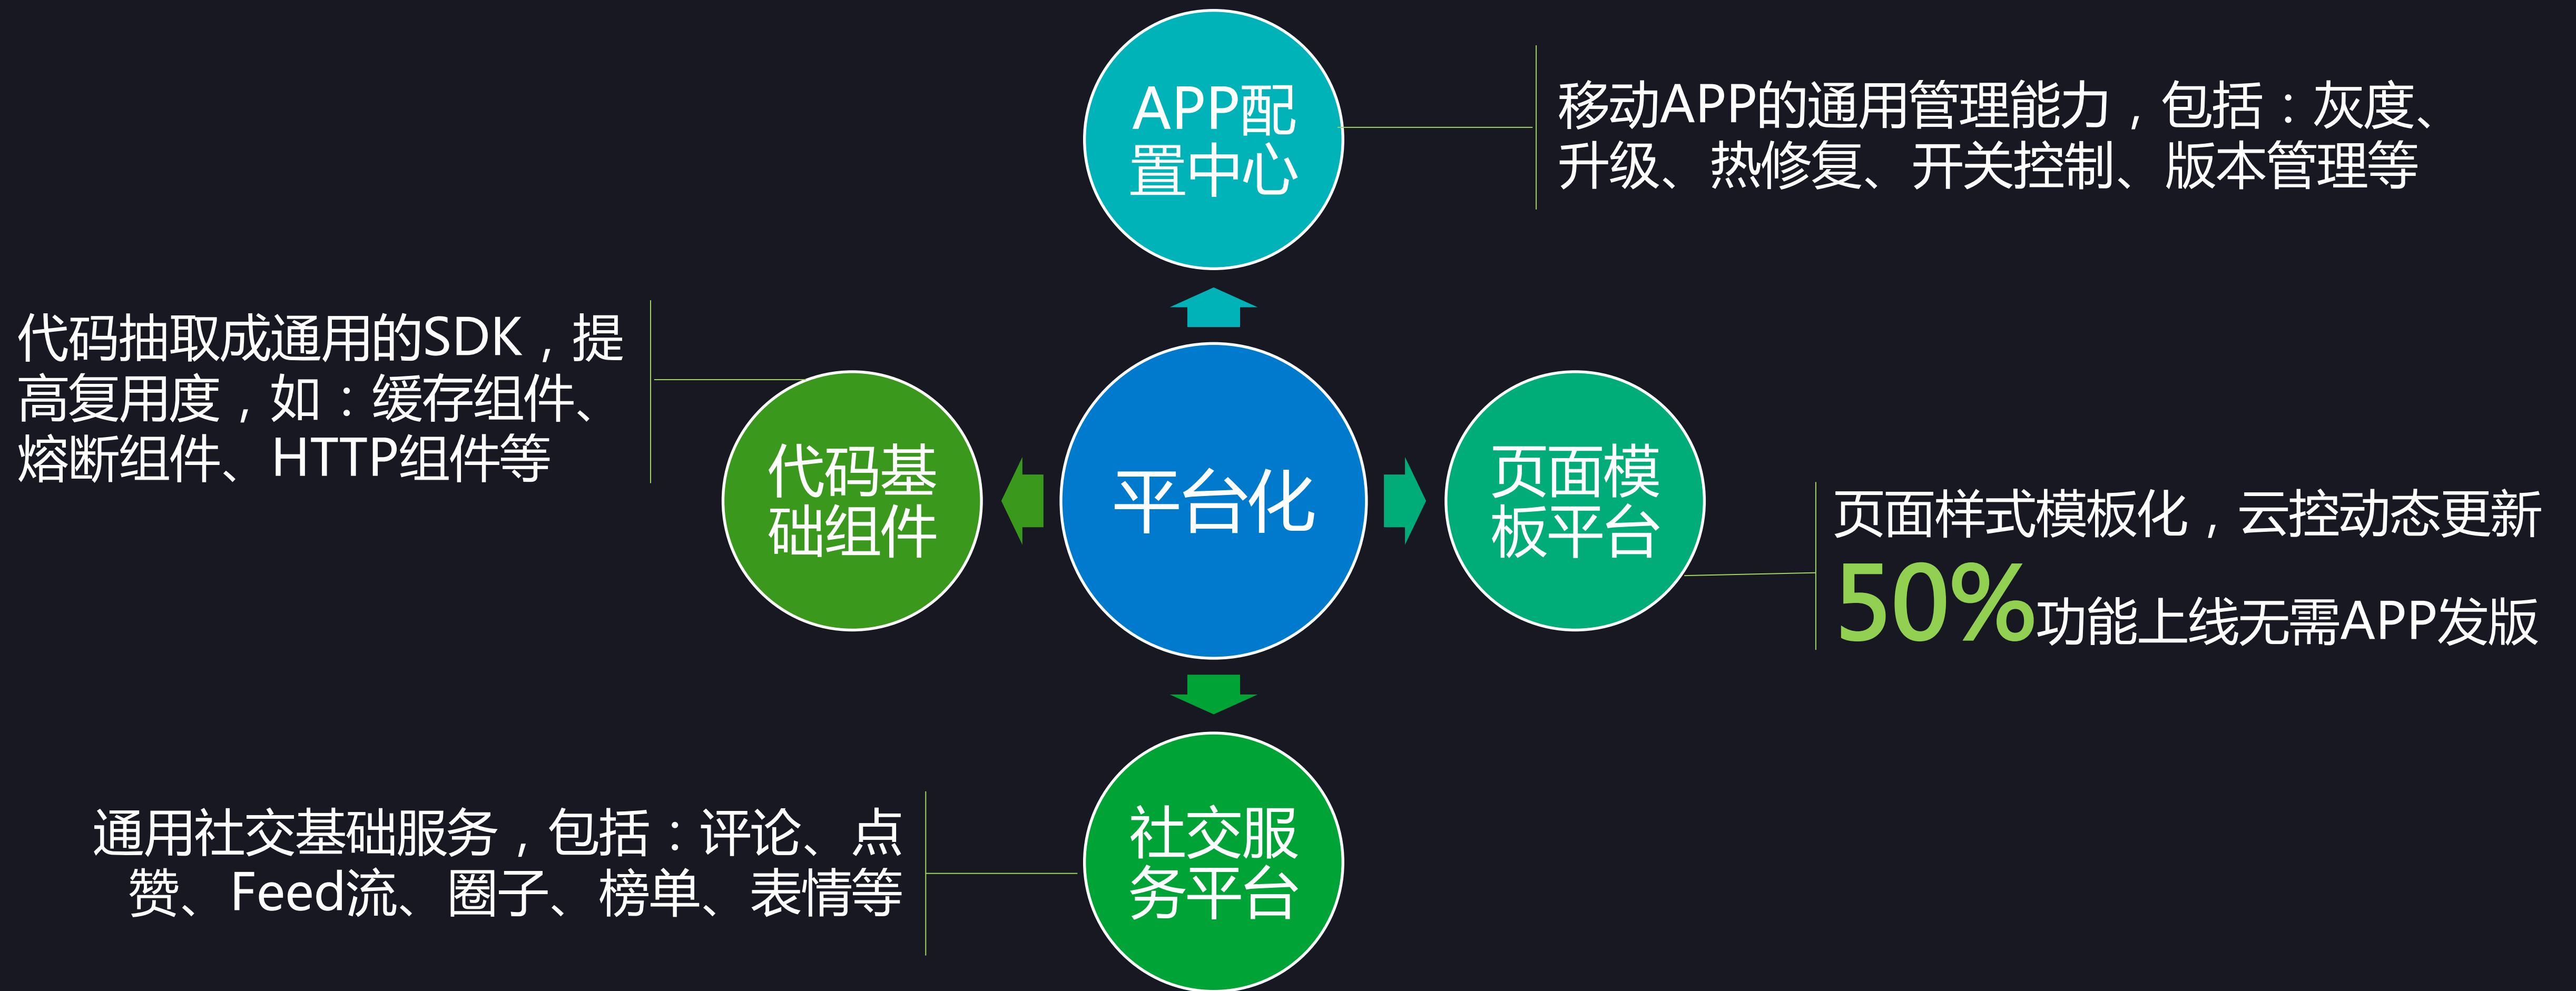 APP配
置中心
移动APP的通用管理能力，包括：灰度、
升级、热修复、开关控制、版本管理等
代码抽取成通用的SDK，提
高复用度，如：缓存组件、
熔断组件、HTTP组件等
代码基
础组件
平台化
页面模
板平台
页面样式模板化，云控动态更新
50%功能上线无需APP发版
通用社交基础服务，包括：评论、点
赞、Feed流、圈子、榜单、表情等
社交服
务平台